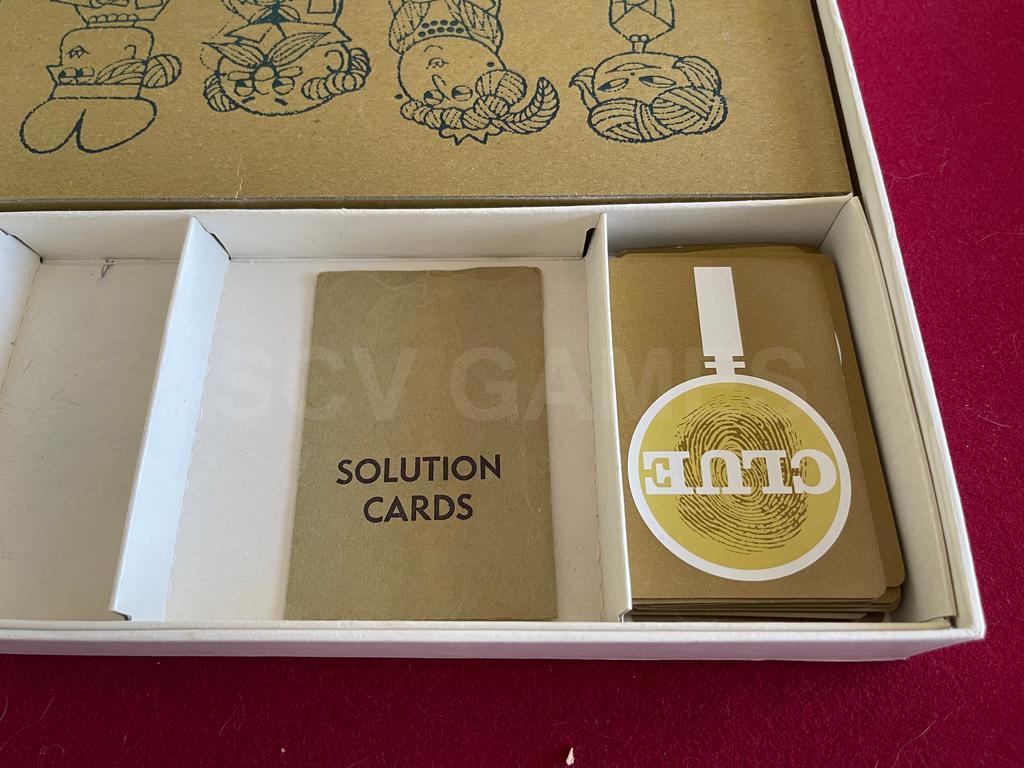 SCV GAMES
SOLUTION
CARDS
CLUE